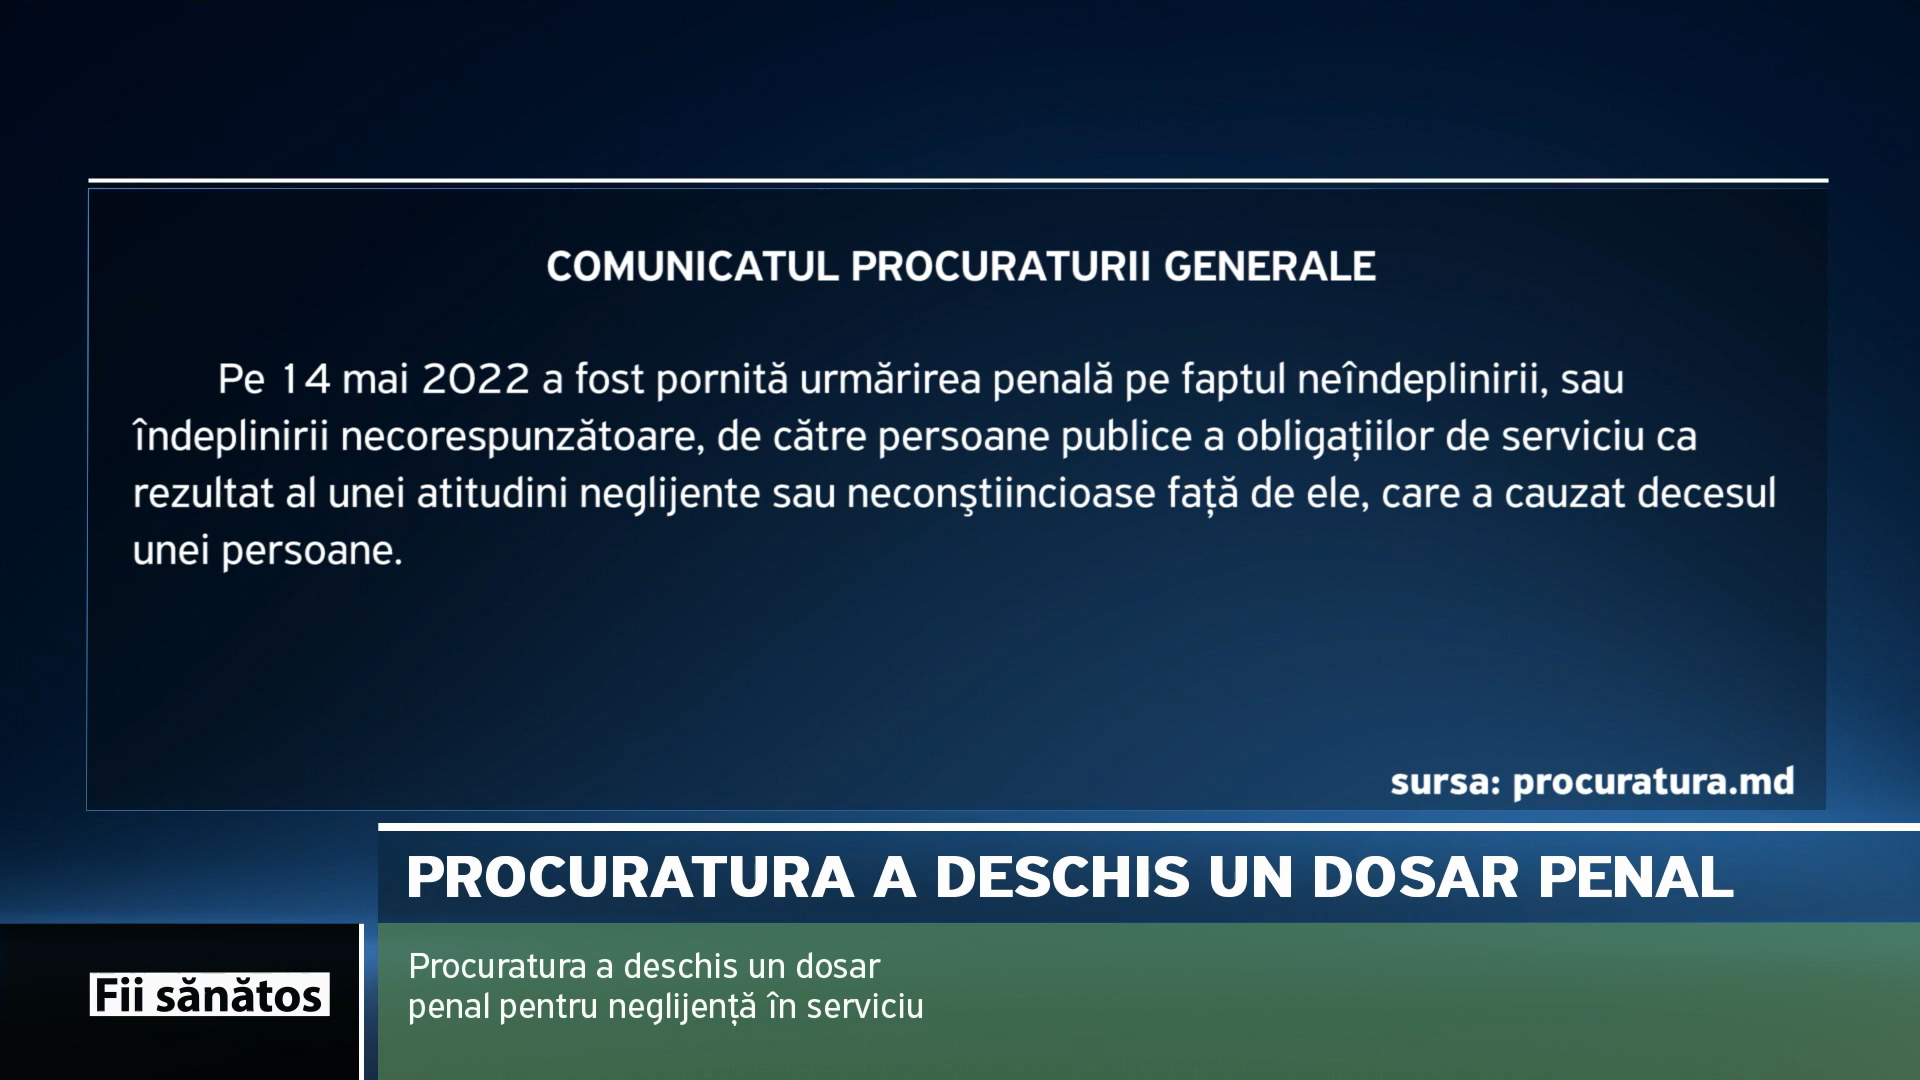 COMUNICATUL PROCURATURII GENERALE
Pe 14 mai 2022 a fost pornită urmărirea penală pe faptul neîndeplinirii, sau
îndeplinirii necorespunzătoare, de către persoane publice a obligațiilor de serviciu ca
rezultat al unei atitudini neglijente sau neconştiincioase față de ele, care a cauzat decesul
unei persoane.
sursa: procuratura.md
PROCURATURA A DESCHIS UN DOSAR PENAL
Procuratura a deschis un dosar
penal pentru neglijență în serviciu
Fii sănătos